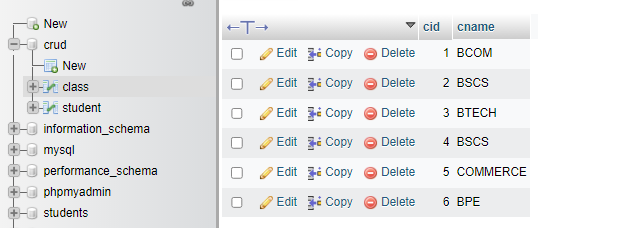 New
crud
New
class
student
information_schema
mysql
performance_schema
phpmyadmin
students
cid cname
Edit Copy Delete 1 BCOM
Edit Copy Delete 2 BSCS
Edit Copy Delete 3 BTECH
Edit Copy Delete 4 BSCS
Edit Copy Delete 5 COMMERCE
Edit Copy Delete 6 BPE